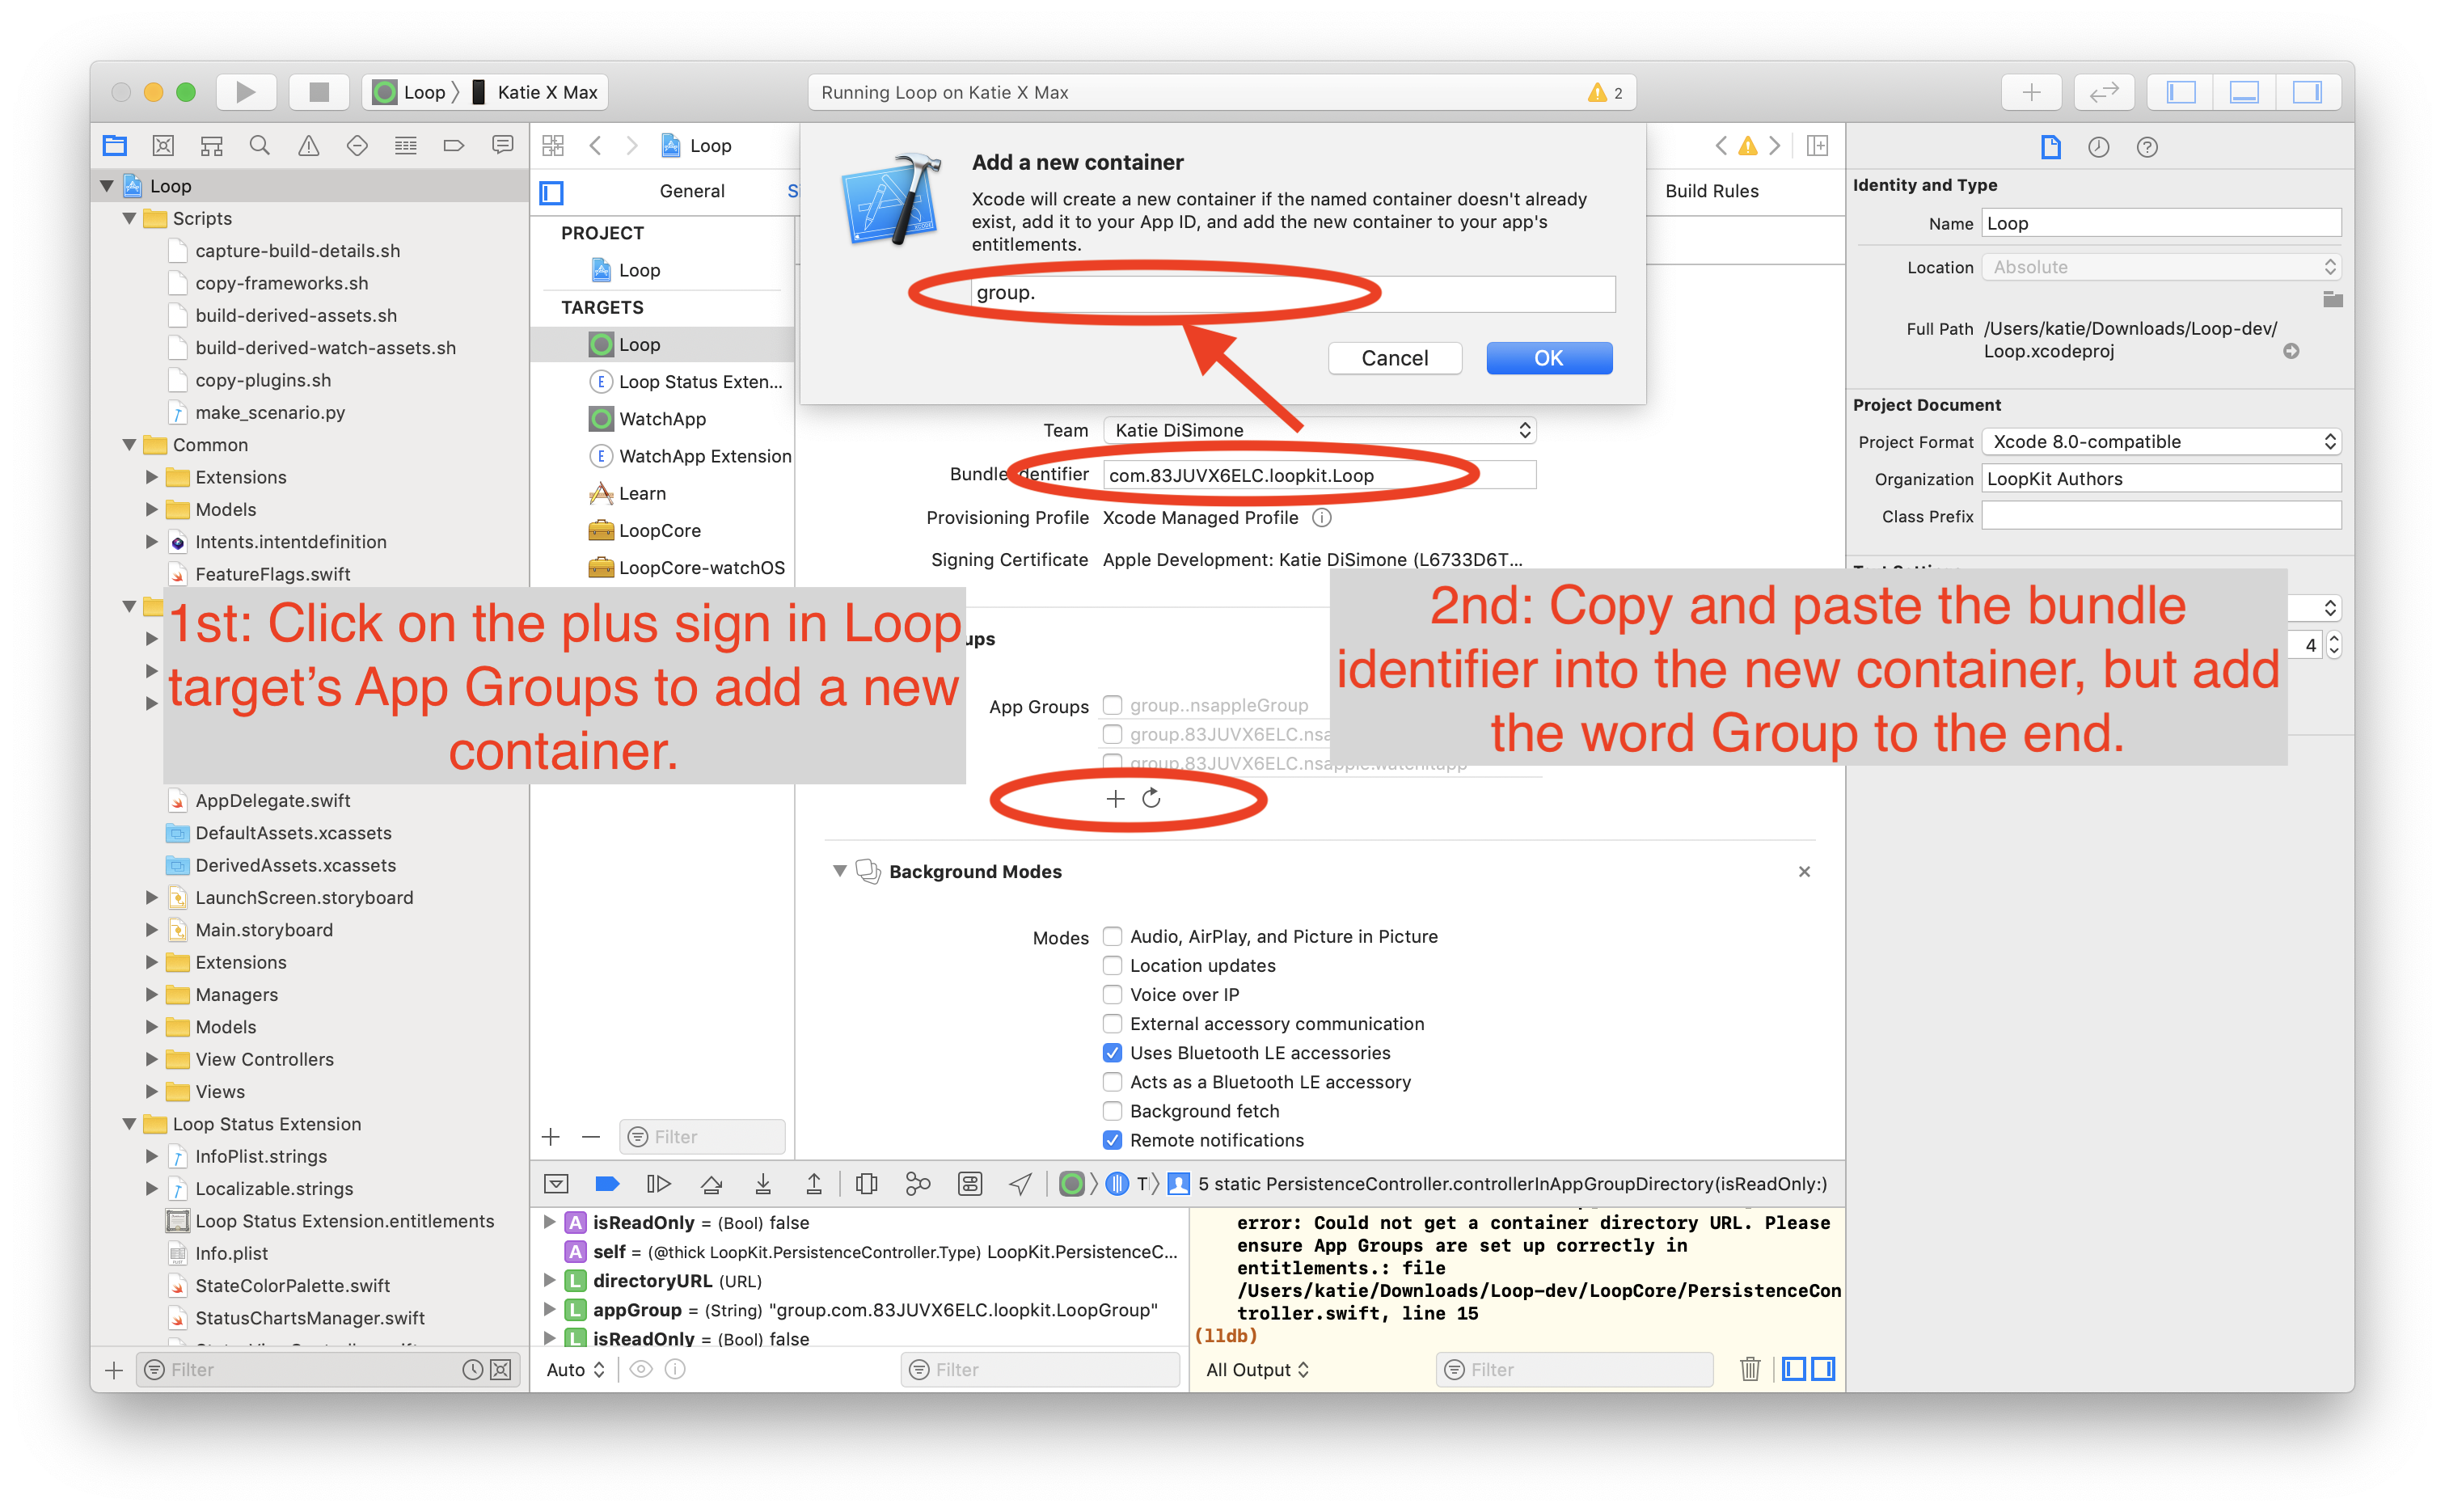 Loop
Katie X Max
Running Loop on Katie X Max
2
Loop
Scripts
capture-build-details.sh
copy-frameworks.sh
build-derived-assets.sh
build-derived-watch-assets.sh
copy-plugins.sh
make_scenario.py
Common
Extensions
Models
Intents.intentdefinition
FeatureFlags.swift
AppDelegate.swift
DefaultAssets.xcassets
DerivedAssets.xcassets
LaunchScreen.storyboard
Main.storyboard
Extensions
Managers
Models
View Controllers
Views
Loop Status Extension
InfoPlist.strings
Localizable.strings
Loop Status Extension.entitlements
Info.plist
StateColorPalette.swift
StatusChartsManager.swift
Filter
1st: Click on the plus sign in Loop
target’s App Groups to add a new
container.
Loop
General
Build Rules
PROJECT
Loop
TARGETS
Loop
Loop Status Exten...
WatchApp
WatchApp Extension
Learn
LoopCore
LoopCore-watchOS
Filter
Add a new container
Xcode will create a new container if the named container doesn't already
exist, add it to your App ID, and add the new container to your app's
entitlements.
group.
Cancel
OK
Team
Katie DiSimone
Bundle Identifier
com.83JUVX6ELC.loopkit.Loop
Provisioning Profile
Xcode Managed Profile
Signing Certificate
Apple Development: Katie DiSimone (L6733D6T...
2nd: Copy and paste the bundle
identifier into the new container, but add
the word Group to the end.
App Groups
group..nsappleGroup
group.83JUVX6ELC.nsa
group.83JUVX6ELC.nsapple.watchkitapp
Background Modes
Modes
Audio, AirPlay, and Picture in Picture
Location updates
Voice over IP
External accessory communication
Uses Bluetooth LE accessories
Acts as a Bluetooth LE accessory
Background fetch
Remote notifications
5 static PersistenceController.controllerInAppGroupDirectory(isReadOnly:)
A isReadOnly = (Bool) false
A self = (@thick LoopKit.PersistenceController.Type) LoopKit.PersistenceC...
L directoryURL (URL)
L appGroup = (String) "group.com.83JUVX6ELC.loopkit.LoopGroup"
L isReadOnly = (Bool) false
Auto
Filter
error: Could not get a container directory URL. Please
ensure App Groups are set up correctly in
entitlements.: file
/Users/katie/Downloads/Loop-dev/LoopCore/PersistenceCon
troller.swift, line 15
(lldb)
All Output
Filter
Identity and Type
Name
Loop
Location
Absolute
Full Path
/Users/katie/Downloads/Loop-dev/
Loop.xcodeproj
Project Document
Project Format
Xcode 8.0-compatible
Organization
LoopKit Authors
Class Prefix
4